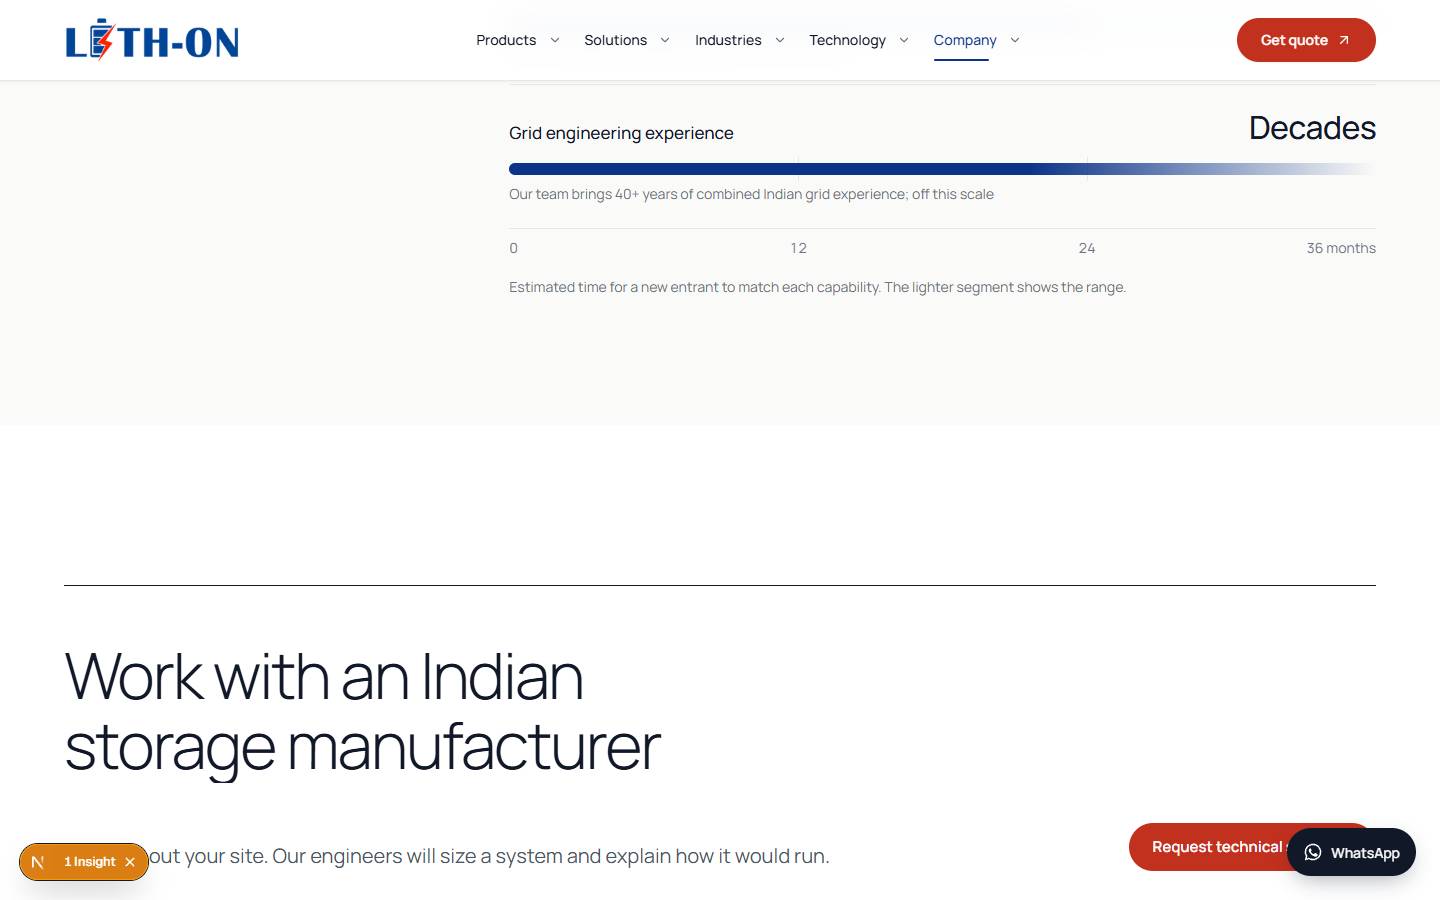 LITH-ON
Products
Solutions
Industries
Technology
Company
Get quote
Grid engineering experience
Decades
Our team brings 40+ years of combined Indian grid experience; off this scale
0 12 24 36 months
Estimated time for a new entrant to match each capability. The lighter segment shows the range.
Work with an Indian
storage manufacturer
out your site. Our engineers will size a system and explain how it would run.
Request technical
1 Insight
WhatsApp